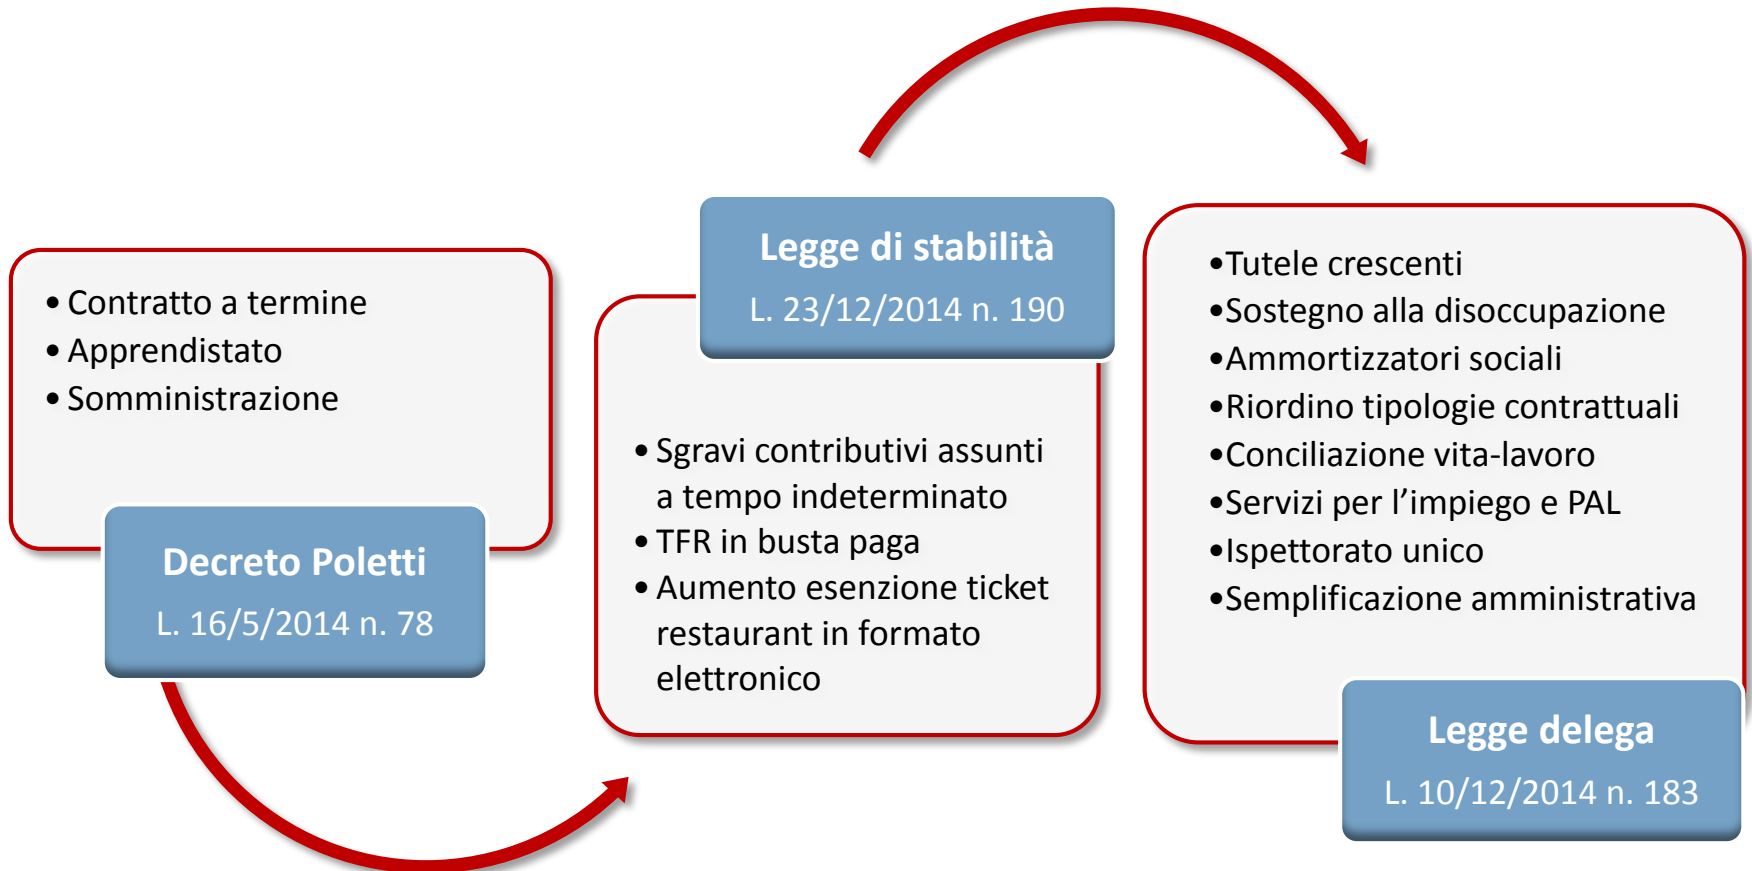 • Contratto a termine
• Apprendistato
• Somministrazione
Decreto Poletti
L. 16/5/2014 n. 78
Legge di stabilità
L. 23/12/2014 n. 190
• Sgravi contributivi assunti
a tempo indeterminato
• TFR in busta paga
• Aumento esenzione ticket
restaurant in formato
elettronico
•Tutele crescenti
•Sostegno alla disoccupazione
•Ammortizzatori sociali
•Riordino tipologie contrattuali
•Conciliazione vita-lavoro
•Servizi per l’impiego e PAL
•Ispettorato unico
•Semplificazione amministrativa
Legge delega
L. 10/12/2014 n. 183